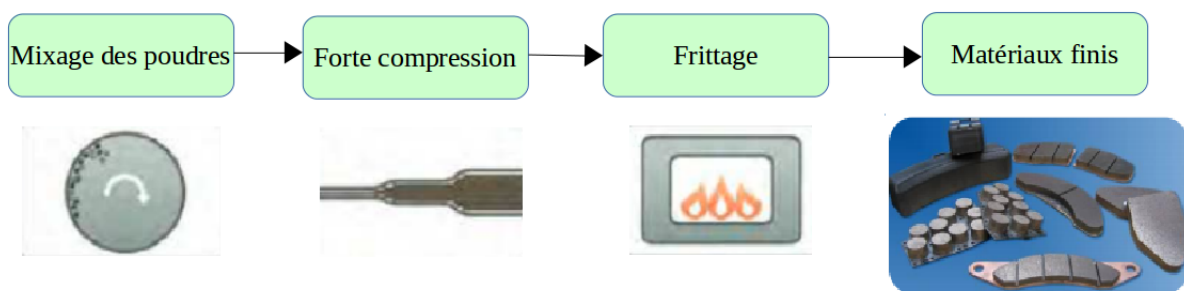 Mixage des poudres
Forte compression
Frittage
Matériaux finis